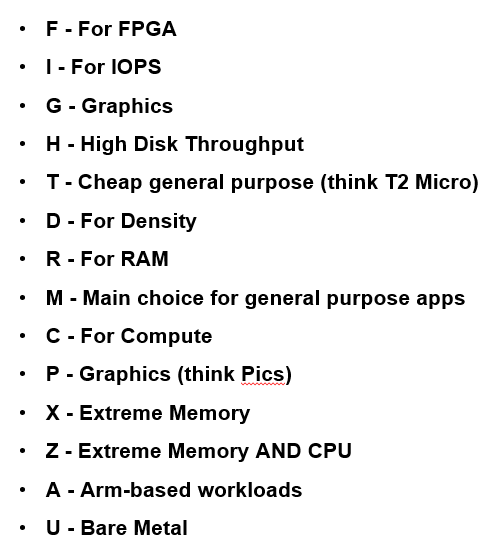 • F - For FPGA
• I - For IOPS
• G - Graphics
• H - High Disk Throughput
• T - Cheap general purpose (think T2 Micro)
• D - For Density
• R - For RAM
• M - Main choice for general purpose apps
• C - For Compute
• P - Graphics (think Pics)
• X - Extreme Memory
• Z - Extreme Memory AND CPU
• A - Arm-based workloads
• U - Bare Metal